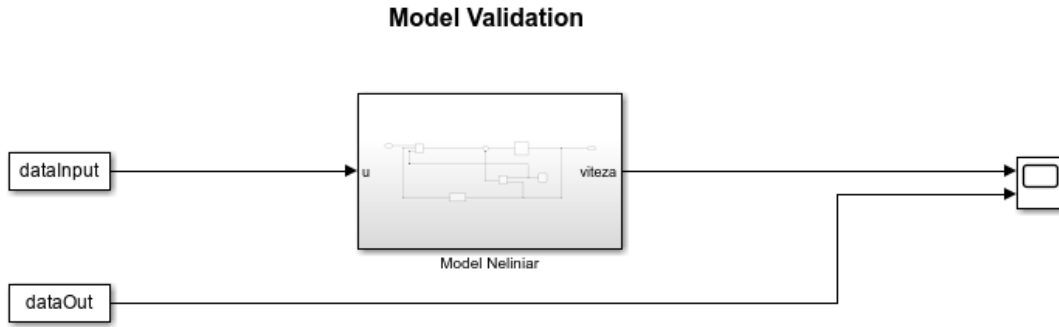 Model Validation
dataInput
u
viteza
Model Neliniar
dataOut